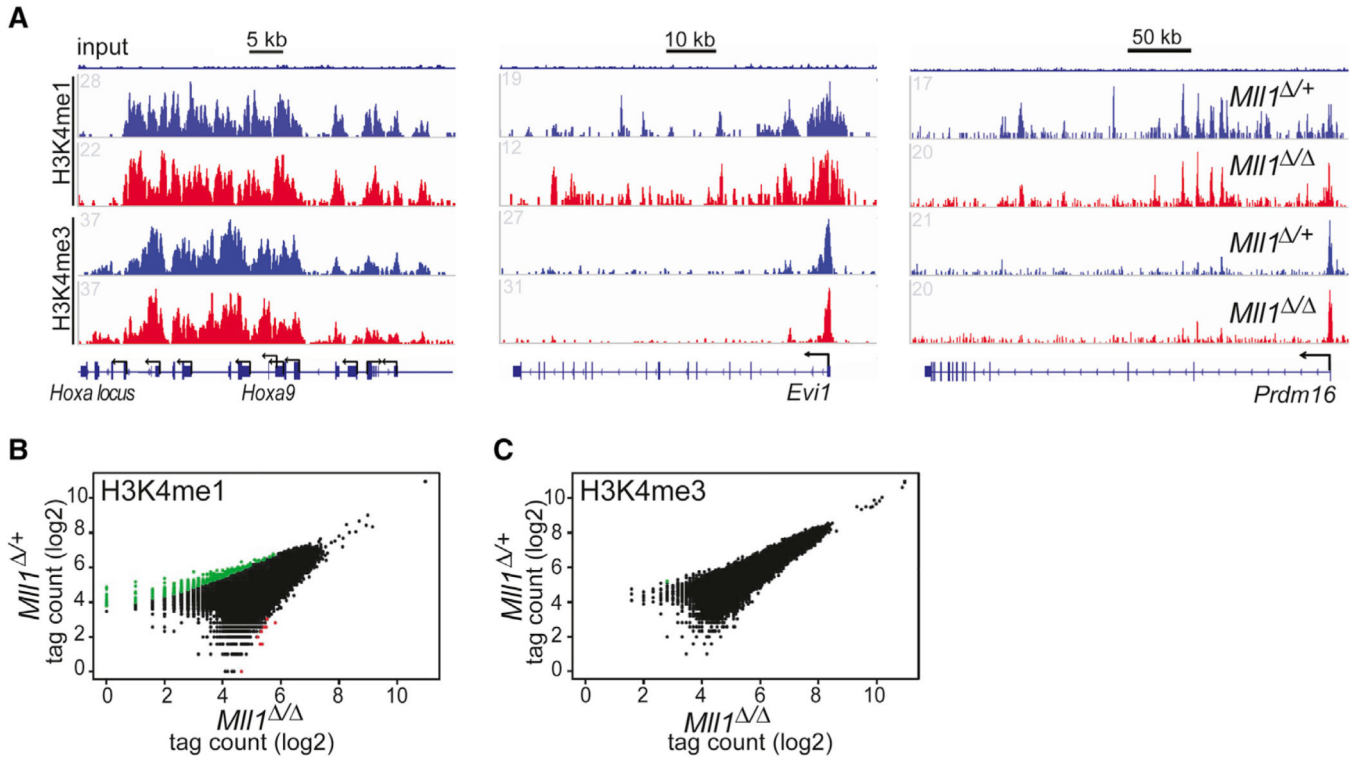 A
input
5 kb
10 kb
50 kb
H3K4me1
28
19
17
Mll1Δ/+
22
12
20
Mll1Δ/Δ
H3K4me3
37
27
21
Mll1Δ/+
37
31
20
Mll1Δ/Δ
Hoxa locus
Hoxa9
Evi1
Prdm16
B
H3K4me1
Mll1Δ/+
tag count (log2)
10
8
6
4
2
0
0 2 4 6 8 10
Mll1Δ/Δ
tag count (log2)
C
H3K4me3
Mll1Δ/+
tag count (log2)
10
8
6
4
2
0
0 2 4 6 8 10
Mll1Δ/Δ
tag count (log2)